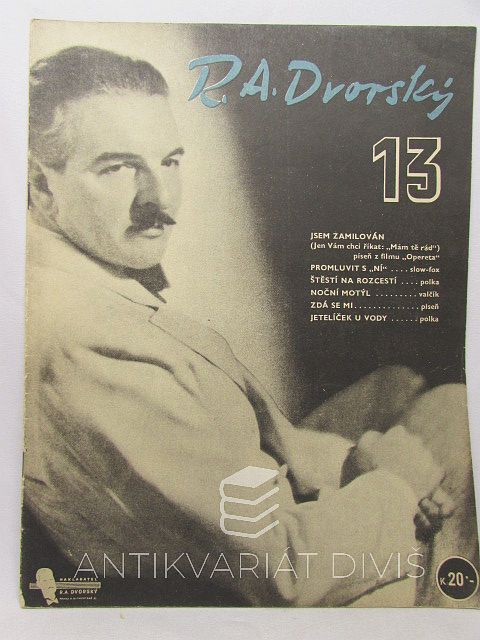 R. A. Dvorský
13
JSEM ZAMILOVÁN
(Jen Vám chci říkat: „Mám tě rád")
píseň z filmu „Opereta"
PROMLUVIT S „NÍ" . . . . slow-fox
ŠTĚSTÍ NA ROZCESTÍ . . . . polka
NOČNÍ MOTÝL . . . . . . . . . valčík
ZDÁ SE MI . . . . . . . . . . . . . . píseň
JETELÍČEK U VODY . . . . . . polka
ANTIKVARIÁT DIVIŠ
NAKLADATEL
R. A. DVORSKÝ
K 20·-